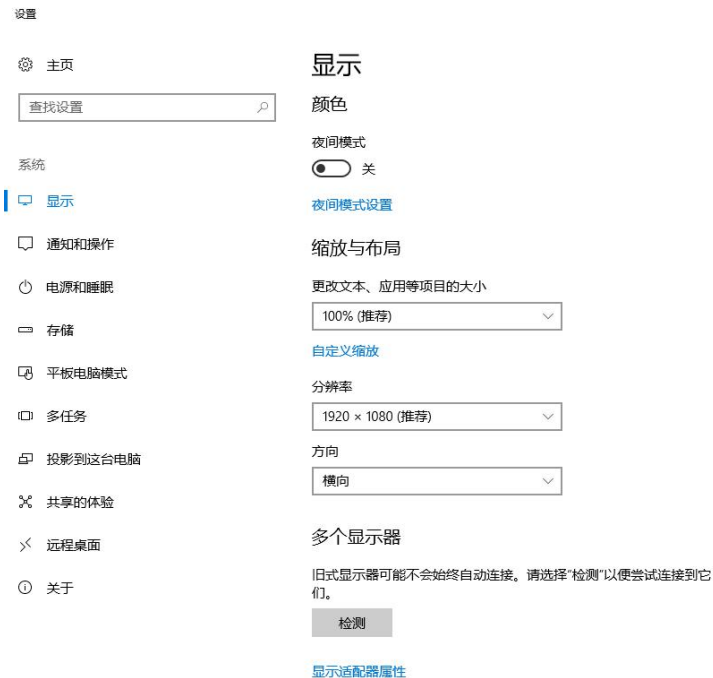 设置
主页
查找设置
系统
显示
通知和操作
电源和睡眠
存储
平板电脑模式
多任务
投影到这台电脑
共享的体验
远程桌面
关于
显示
颜色
夜间模式
关
夜间模式设置
缩放与布局
更改文本、应用等项目的大小
100% (推荐)
自定义缩放
分辨率
1920 × 1080 (推荐)
方向
横向
多个显示器
旧式显示器可能不会始终自动连接。请选择"检测"以便尝试连接到它
们。
检测
显示适配器属性